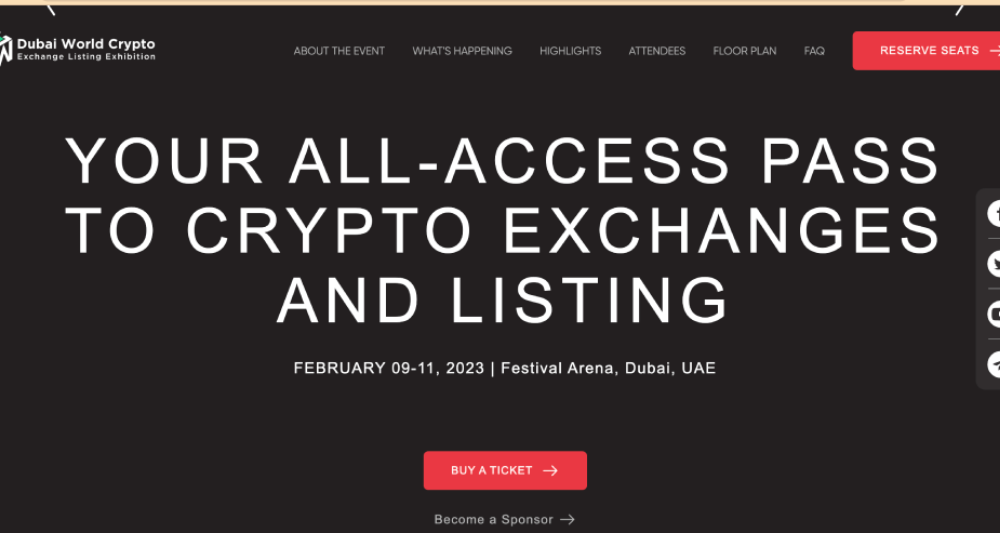 Dubai World Crypto
Exchange Listing Exhibition
ABOUT THE EVENT
WHAT'S HAPPENING
HIGHLIGHTS
ATTENDEES
FLOOR PLAN
FAQ
RESERVE SEATS
YOUR ALL-ACCESS PASS
TO CRYPTO EXCHANGES
AND LISTING
FEBRUARY 09-11, 2023 | Festival Arena, Dubai, UAE
BUY A TICKET
Become a Sponsor